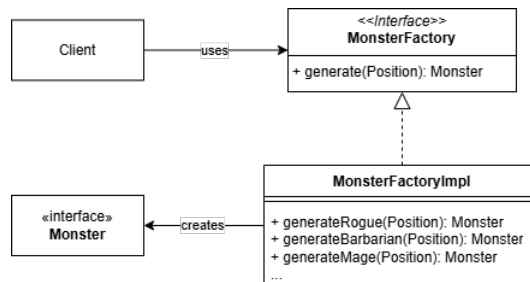 <<Interface>>
MonsterFactory
+ generate(Position): Monster
Client
uses
MonsterFactoryImpl
+ generateRogue(Position): Monster
+ generateBarbarian(Position): Monster
+ generateMage(Position): Monster
...
creates
«interface»
Monster